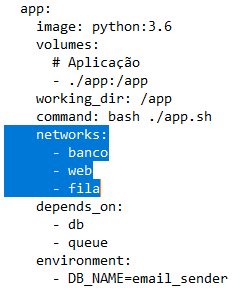 app:
image: python:3.6
volumes:
# Aplicação
- ./app:/app
working_dir: /app
command: bash ./app.sh
networks:
- banco
- web
- fila
depends_on:
- db
- queue
environment:
- DB_NAME=email_sender